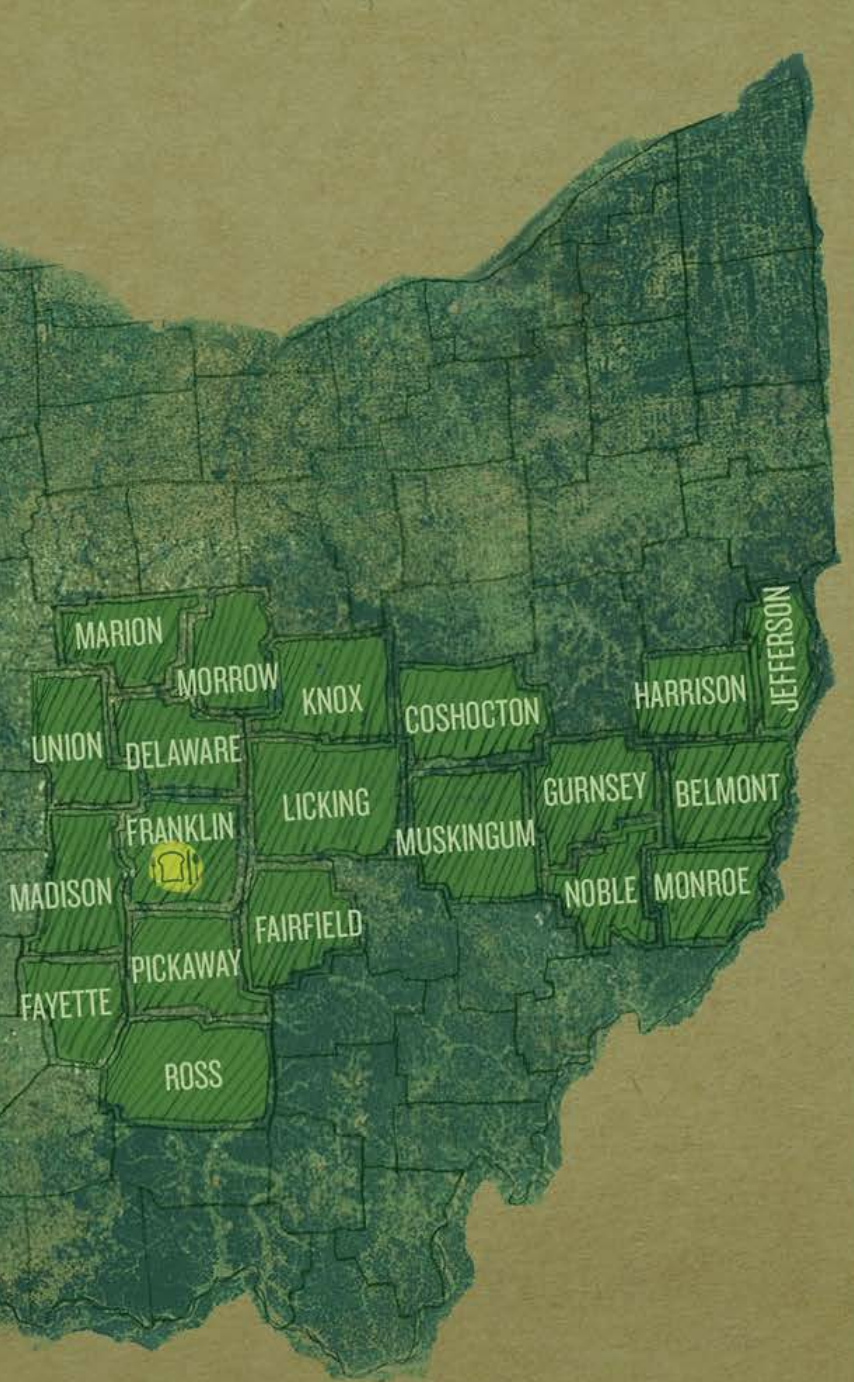 MARION
MORROW
KNOX
COSHOCTON
HARRISON
JEFFERSON
UNION
DELAWARE
LICKING
GURNSEY
BELMONT
FRANKLIN
MUSKINGUM
MADISON
FAIRFIELD
NOBLE
MONROE
PICKAWAY
FAYETTE
ROSS